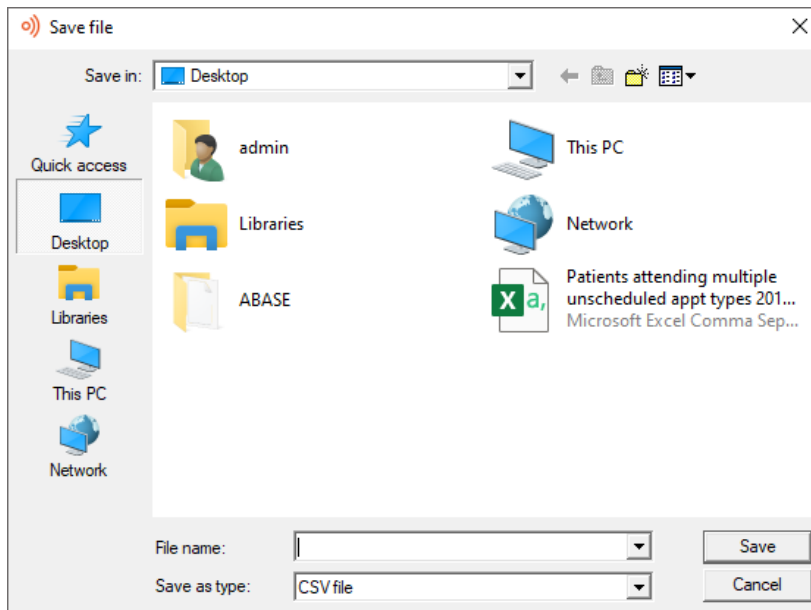 Save file
Save in:
Desktop
Quick access
Desktop
Libraries
This PC
Network
admin
This PC
Libraries
Network
ABASE
Patients attending multiple
unscheduled appt types 201...
Microsoft Excel Comma Sep...
File name:
Save
Save as type:
CSV file
Cancel